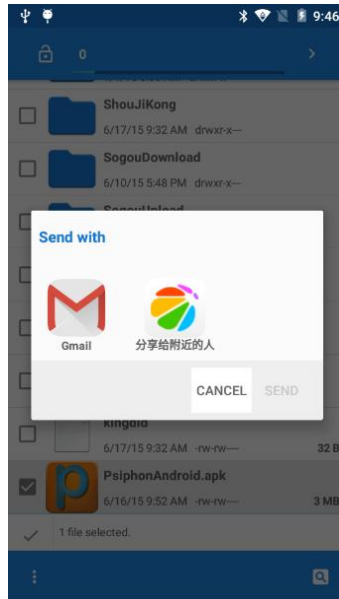 9:46
0
ShouJiKong
6/17/15 9:32 AM drwxr-x---
SogouDownload
6/10/15 5:48 PM drwxr-x---
SogouUpload
Send with
Gmail
分享给附近的人
CANCEL
SEND
kingdid
6/17/15 9:32 AM -rw-rw----
32 B
PsiphonAndroid.apk
6/16/15 9:52 AM -rw-rw----
3 MB
1 file selected.